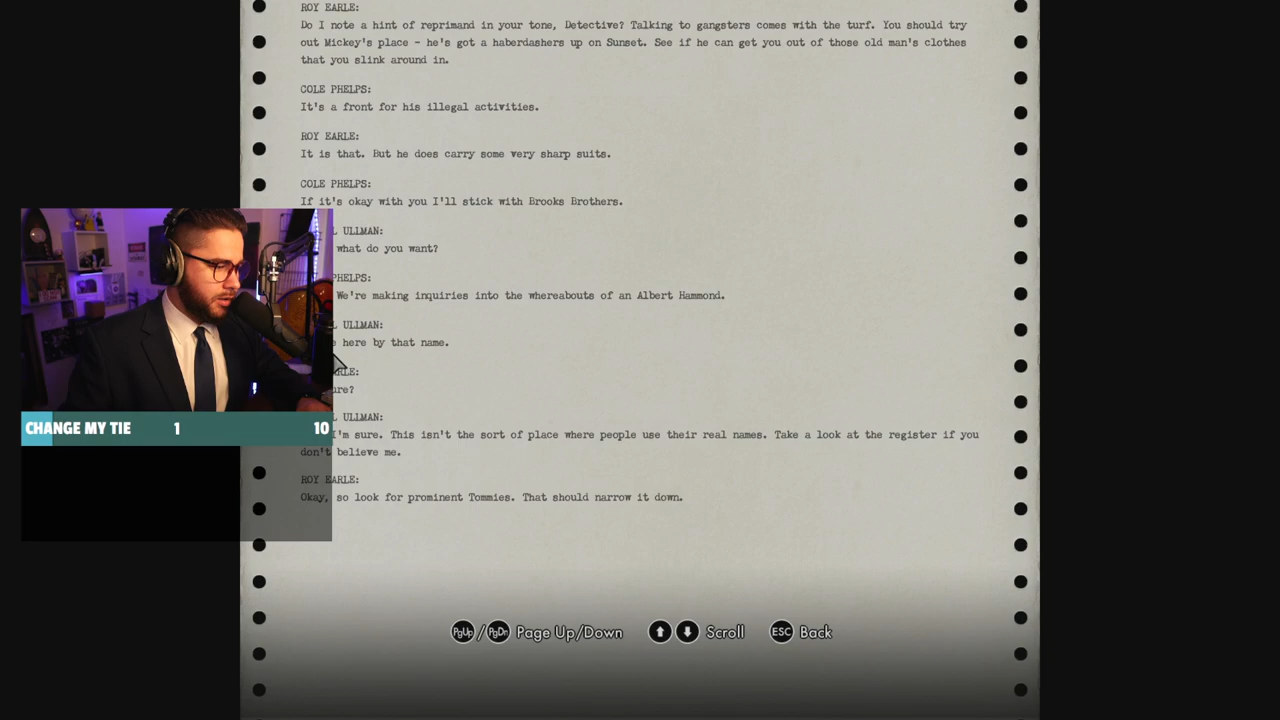 ROY EARLE:
Do I note a hint of reprimand in your tone, Detective? Talking to gangsters comes with the turf. You should try
out Mickey's place - he's got a haberdashers up on Sunset. See if he can get you out of those old man's clothes
that you slink around in.
COLE PHELPS:
It's a front for his illegal activities.
ROY EARLE:
It is that. But he does carry some very sharp suits.
COLE PHELPS:
If it's okay with you I'll stick with Brooks Brothers.
ULLMAN:
what do you want?
PHELPS:
We're making inquiries into the whereabouts of an Albert Hammond.
ULLMAN:
here by that name.
ULLMAN:
I'm sure. This isn't the sort of place where people use their real names. Take a look at the register if you
don't believe me.
ROY EARLE:
Okay, so look for prominent Tommies. That should narrow it down.
CHANGE MY TIE 1 10
PgUp / PgDn Page Up/Down Scroll ESC Back